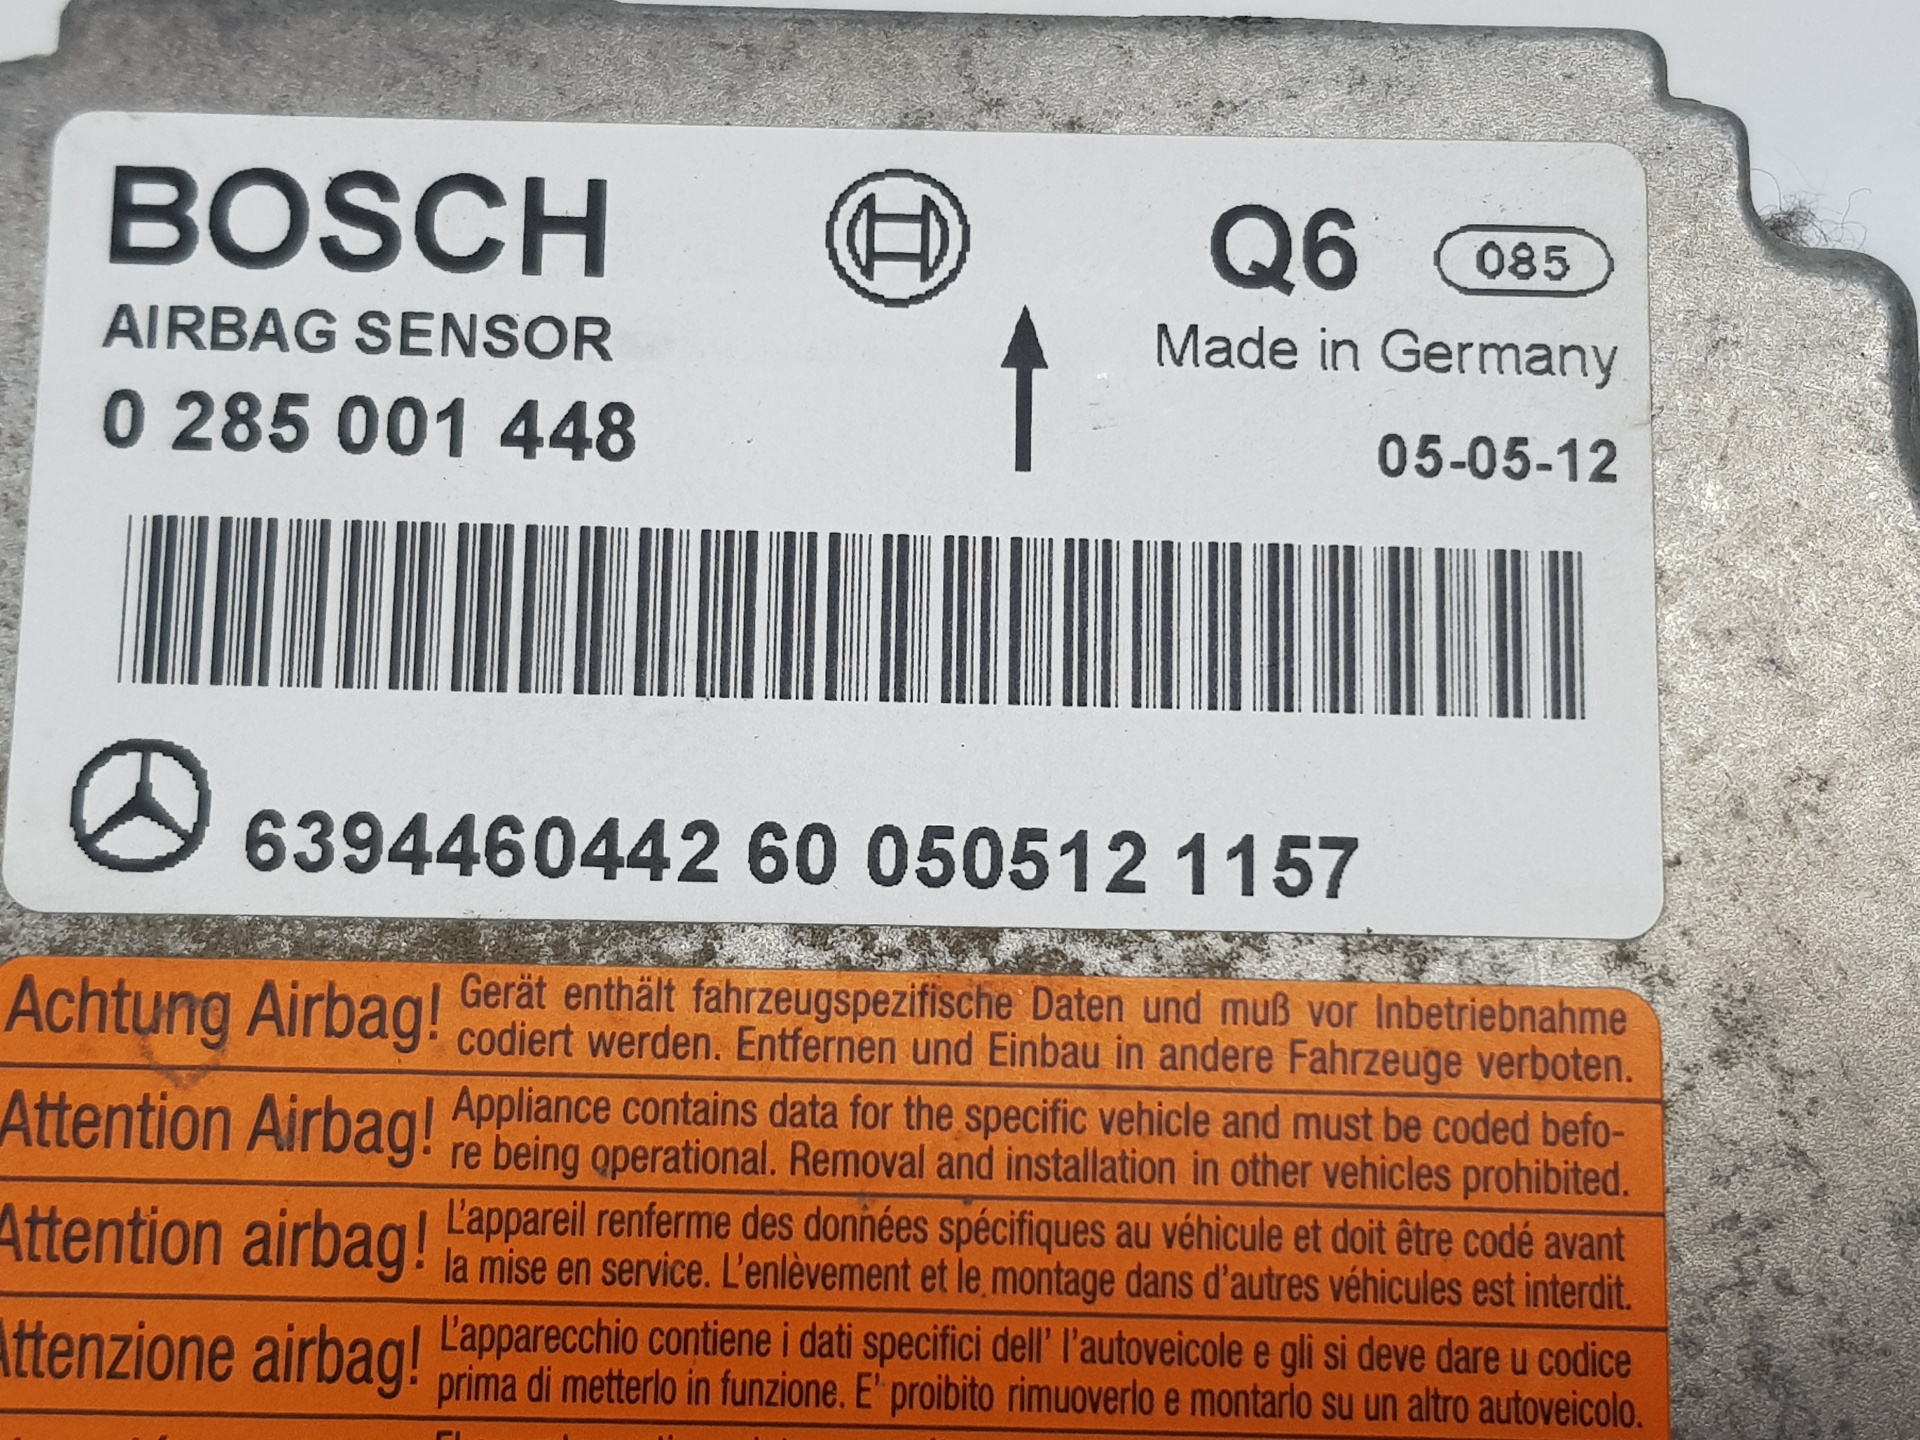 BOSCH
Q6 085
AIRBAG SENSOR
Made in Germany
0 285 001 448
05-05-12
6394460442 60 050512 1157
Achtung Airbag! Gerät enthält fahrzeugspezifische Daten und muß vor Inbetriebnahme
codiert werden. Entfernen und Einbau in andere Fahrzeuge verboten.
Attention Airbag! Appliance contains data for the specific vehicle and must be coded befo-
re being operational. Removal and installation in other vehicles prohibited.
Attention airbag! L'appareil renferme des données spécifiques au véhicule et doit être codé avant
la mise en service. L'enlèvement et le montage dans d'autres véhicules est interdit.
Attenzione airbag! L'apparecchio contiene i dati specifici dell' l'autoveicole e gli si deve dare u codice
prima di metterlo in funzione. E' proibito rimuoverlo e montarlo su un altro autoveicolo.